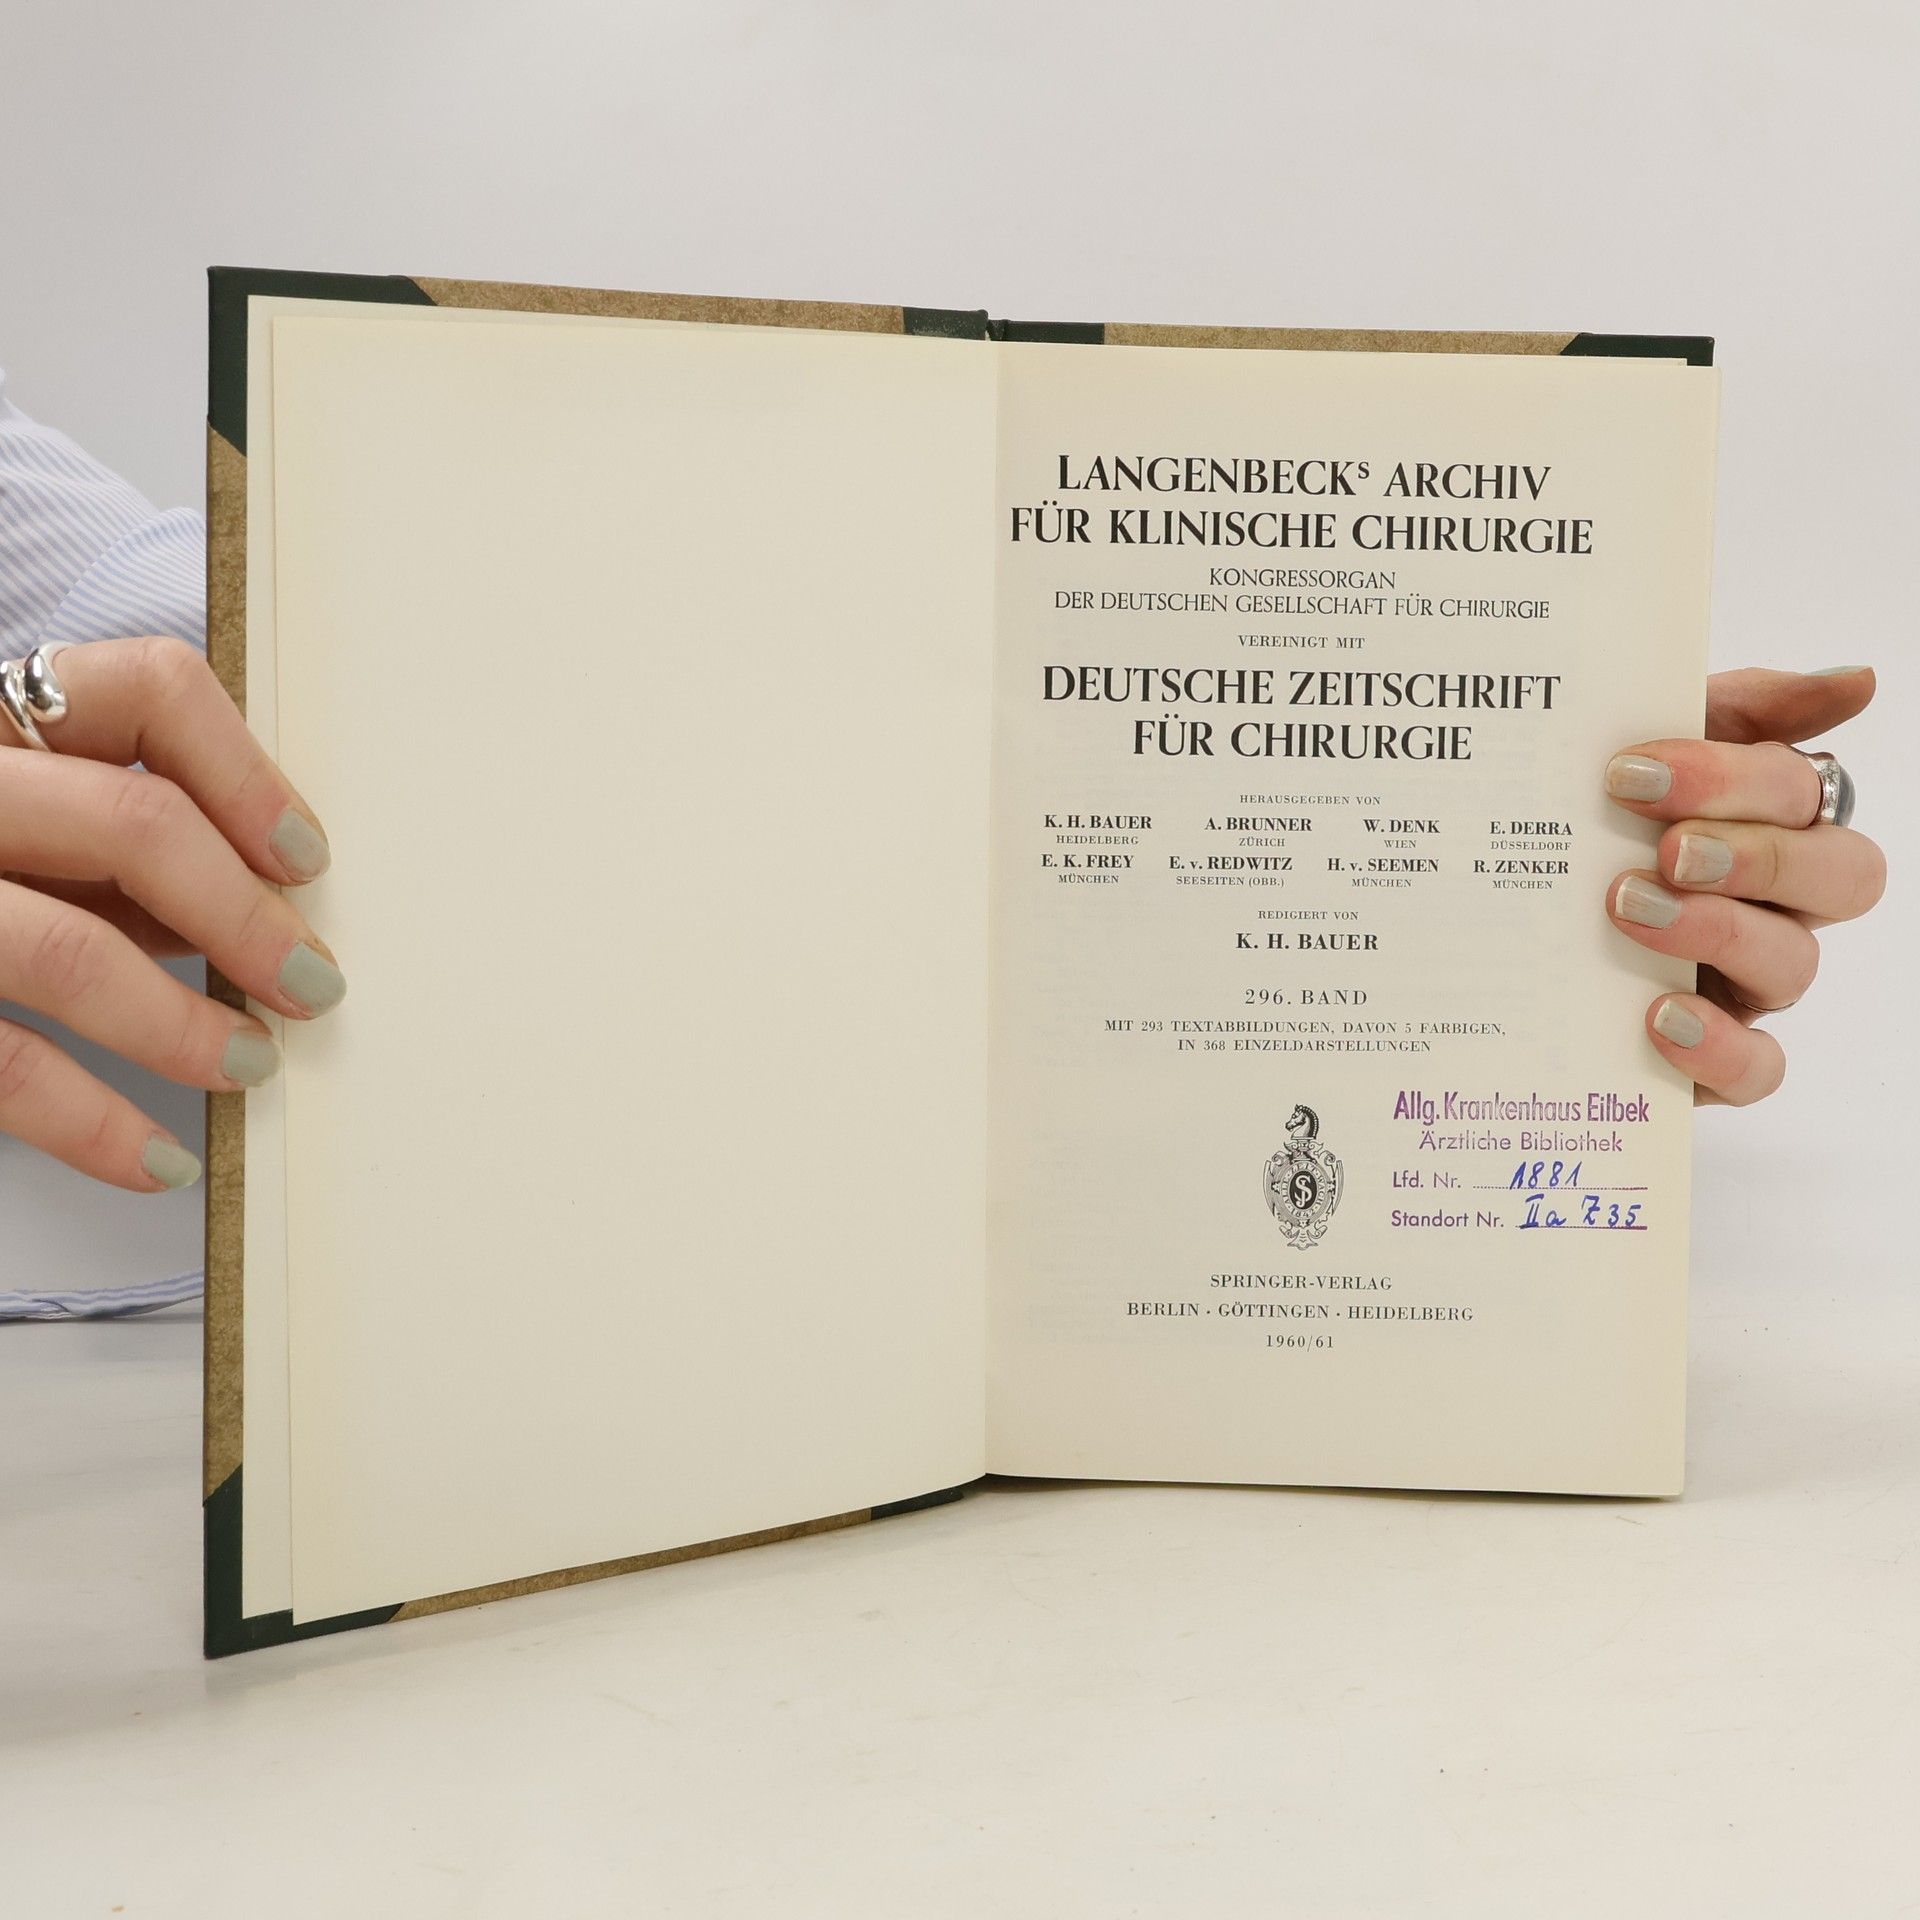 LANGENBECKs ARCHIV
FÜR KLINISCHE CHIRURGIE
KONGRESSORGAN
DER DEUTSCHEN GESELLSCHAFT FÜR CHIRURGIE
VEREINIGT MIT
DEUTSCHE ZEITSCHRIFT
FÜR CHIRURGIE
HERAUSGEGEBEN VON
K. H. BAUER A. BRUNNER W. DENK E. DERRA
HEIDELBERG ZÜRICH WIEN DÜSSELDORF
E. K. FREY E. v. REDWITZ H. v. SEEMEN R. ZENKER
MÜNCHEN SEESEITEN (OBB.) MÜNCHEN MÜNCHEN
REDIGIERT VON
K. H. BAUER
296. BAND
MIT 293 TEXTABBILDUNGEN, DAVON 5 FARBIGEN,
IN 368 EINZELDARSTELLUNGEN
Allg. Krankenhaus Eilbek
Ärztliche Bibliothek
Lfd. Nr. 1881
Standort Nr. IIa Z 35
SPRINGER-VERLAG
BERLIN · GÖTTINGEN · HEIDELBERG
1960/61